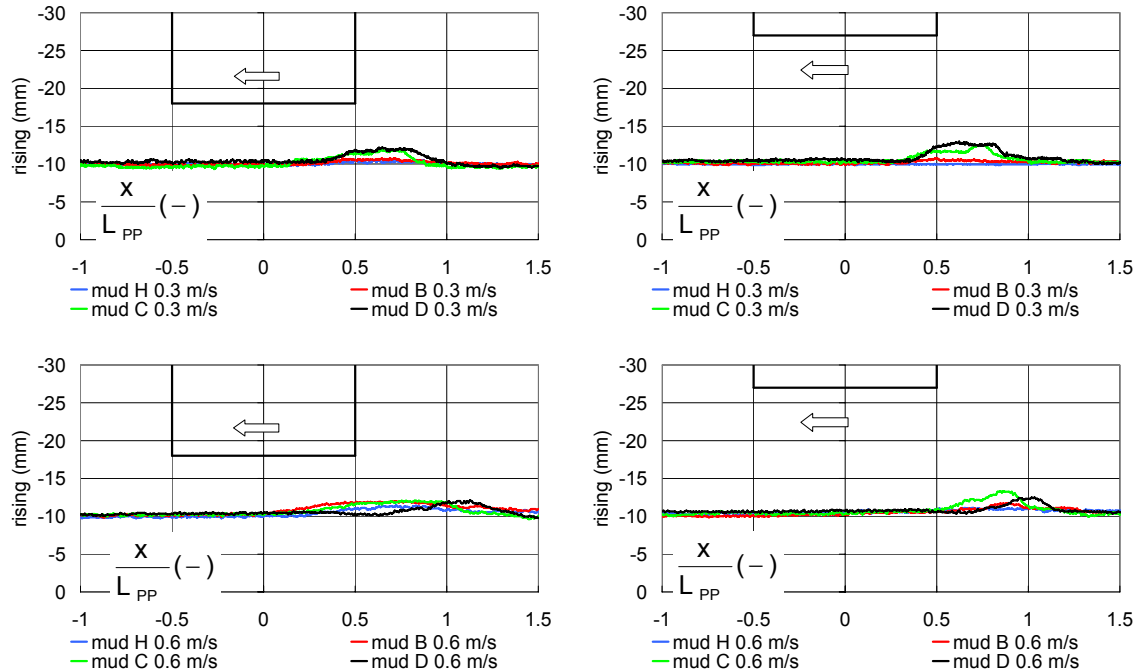 -30 -30
-25 -25
-20 -20
-15 -15
-10 -10
-5 -5
0 0
rising (mm) rising (mm)
x x
L PP (−) L PP (−)
-1 -0.5 0 0.5 1 1.5 -1 -0.5 0 0.5 1 1.5
mud H 0.3 m/s mud B 0.3 m/s mud H 0.3 m/s mud B 0.3 m/s
mud C 0.3 m/s mud D 0.3 m/s mud C 0.3 m/s mud D 0.3 m/s
-30 -30
-25 -25
-20 -20
-15 -15
-10 -10
-5 -5
0 0
rising (mm) rising (mm)
x x
L PP (−) L PP (−)
-1 -0.5 0 0.5 1 1.5 -1 -0.5 0 0.5 1 1.5
mud H 0.6 m/s mud B 0.6 m/s mud H 0.6 m/s mud B 0.6 m/s
mud C 0.6 m/s mud D 0.6 m/s mud C 0.6 m/s mud D 0.6 m/s